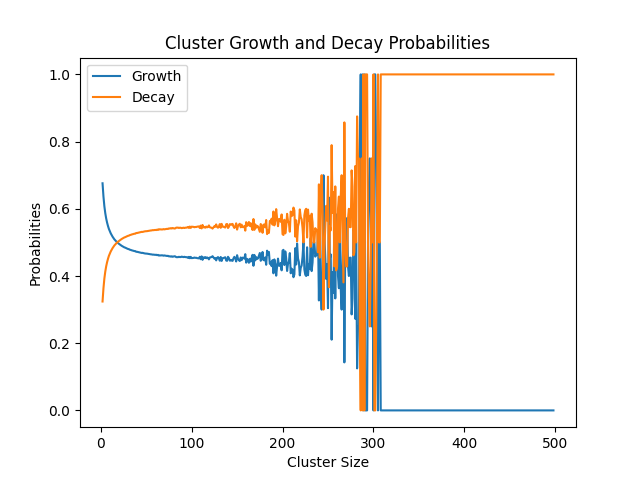 Cluster Growth and Decay Probabilities
Growth
Decay
1.0
0.8
0.6
0.4
0.2
0.0
Probabilities
0
100
200
300
400
500
Cluster Size